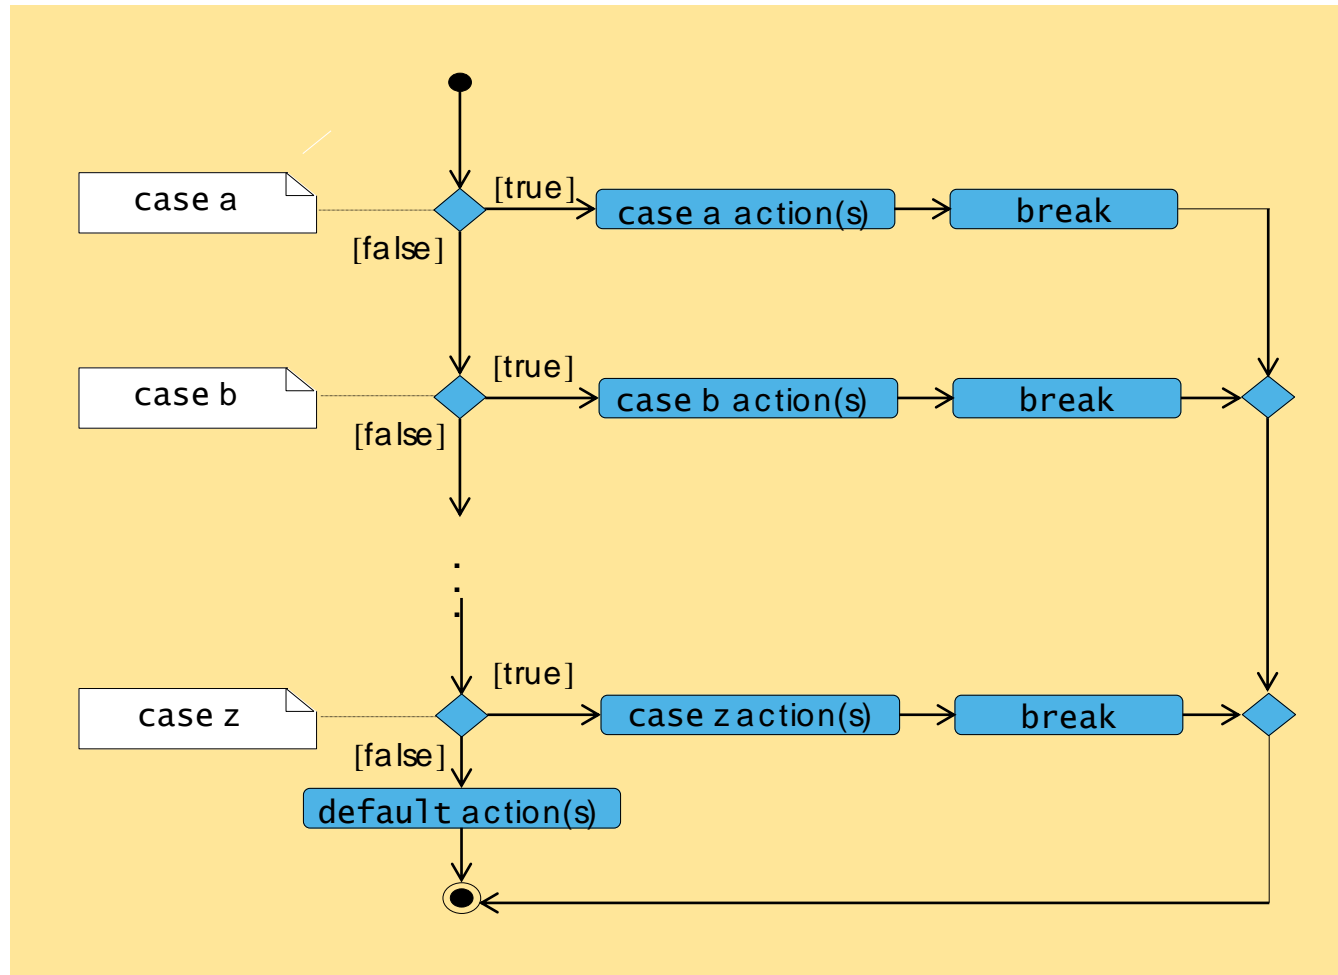 [true]
case a
case a action(s)
break
[false]
[true]
case b
case b action(s)
break
[false]
.
.
.
[true]
case z
case z action(s)
break
[false]
default action(s)